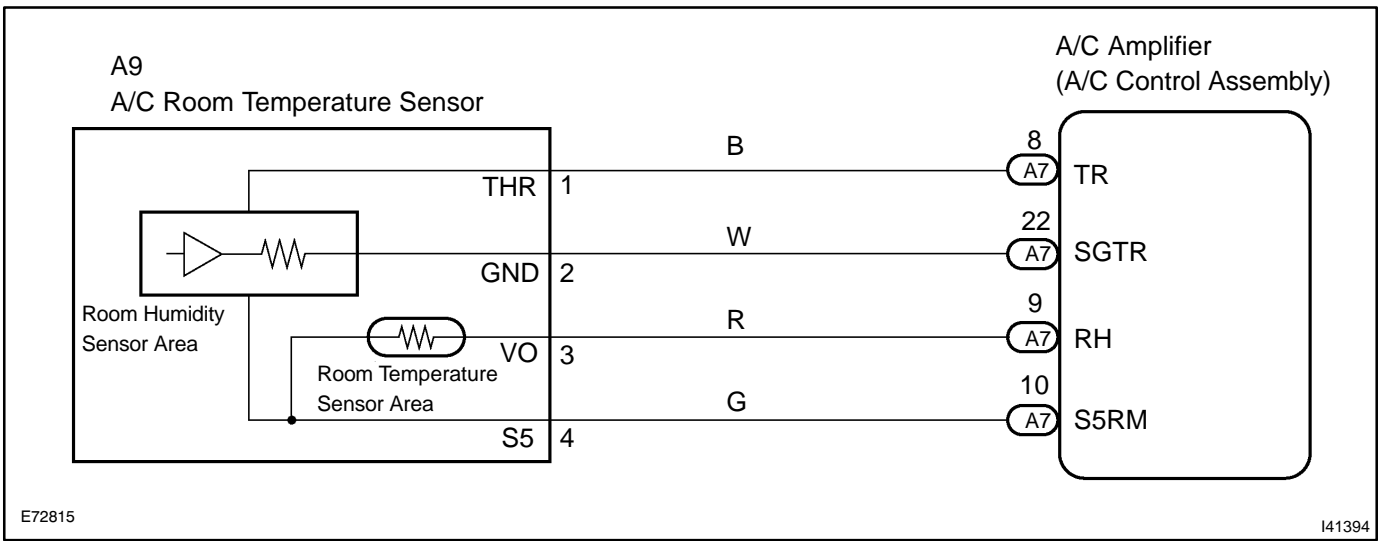 A9
A/C Room Temperature Sensor
A/C Amplifier
(A/C Control Assembly)
THR
1
B
8
A7
TR
GND
2
W
22
A7
SGTR
Room Humidity
Sensor Area
VO
3
R
9
A7
RH
Room Temperature
Sensor Area
S5
4
G
10
A7
S5RM
E72815
I41394